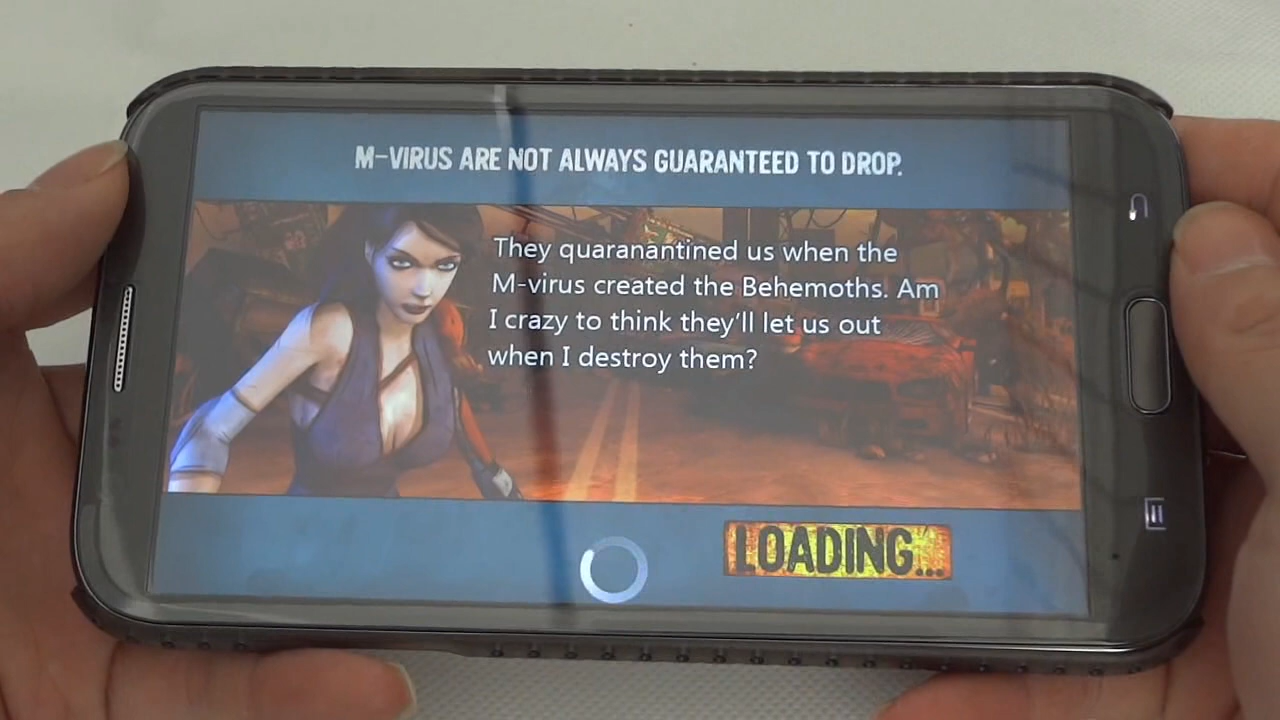 M-VIRUS ARE NOT ALWAYS GUARANTEED TO DROP.
They quaranantined us when the
M-virus created the Behemoths. Am
I crazy to think they'll let us out
when I destroy them?
LOADING...